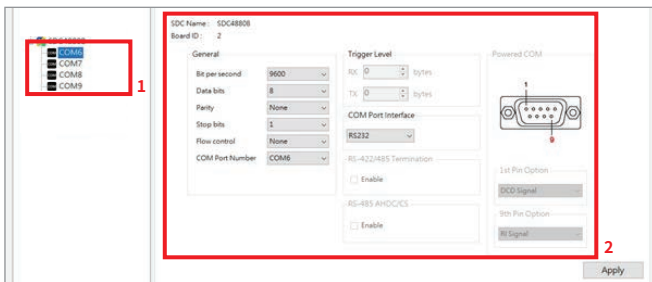 SDC48808
COM6
COM7
COM8
COM9
1
SDC Name : SDC48808
Board ID : 2
General
Bit per second 9600
Data bits 8
Parity None
Stop bits 1
Flow control None
COM Port Number COM6
Trigger Level
RX 0 bytes
TX 0 bytes
COM Port Interface
RS232
RS-422/485 Termination
Enable
RS-485 AHDC/CS
Enable
Powered COM
1
9
1st Pin Option
DCD Signal
9th Pin Option
RI Signal
2
Apply